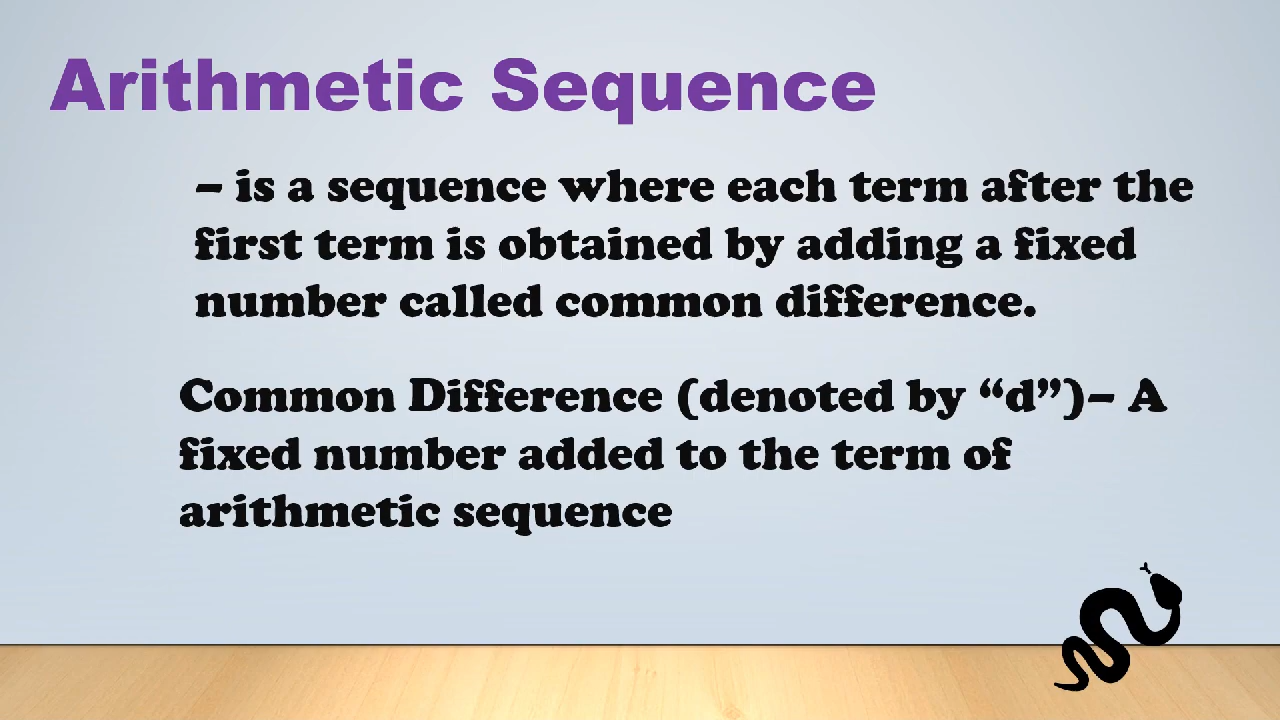 Arithmetic Sequence
– is a sequence where each term after the
first term is obtained by adding a fixed
number called common difference.
Common Difference (denoted by “d”)– A
fixed number added to the term of
arithmetic sequence